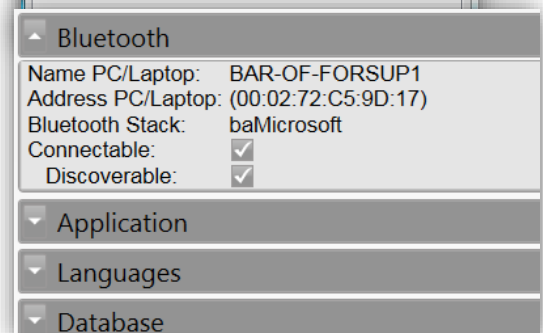 Bluetooth
Name PC/Laptop: BAR-OF-FORSUP1
Address PC/Laptop: (00:02:72:C5:9D:17)
Bluetooth Stack: baMicrosoft
Connectable:
Discoverable:
Application
Languages
Database